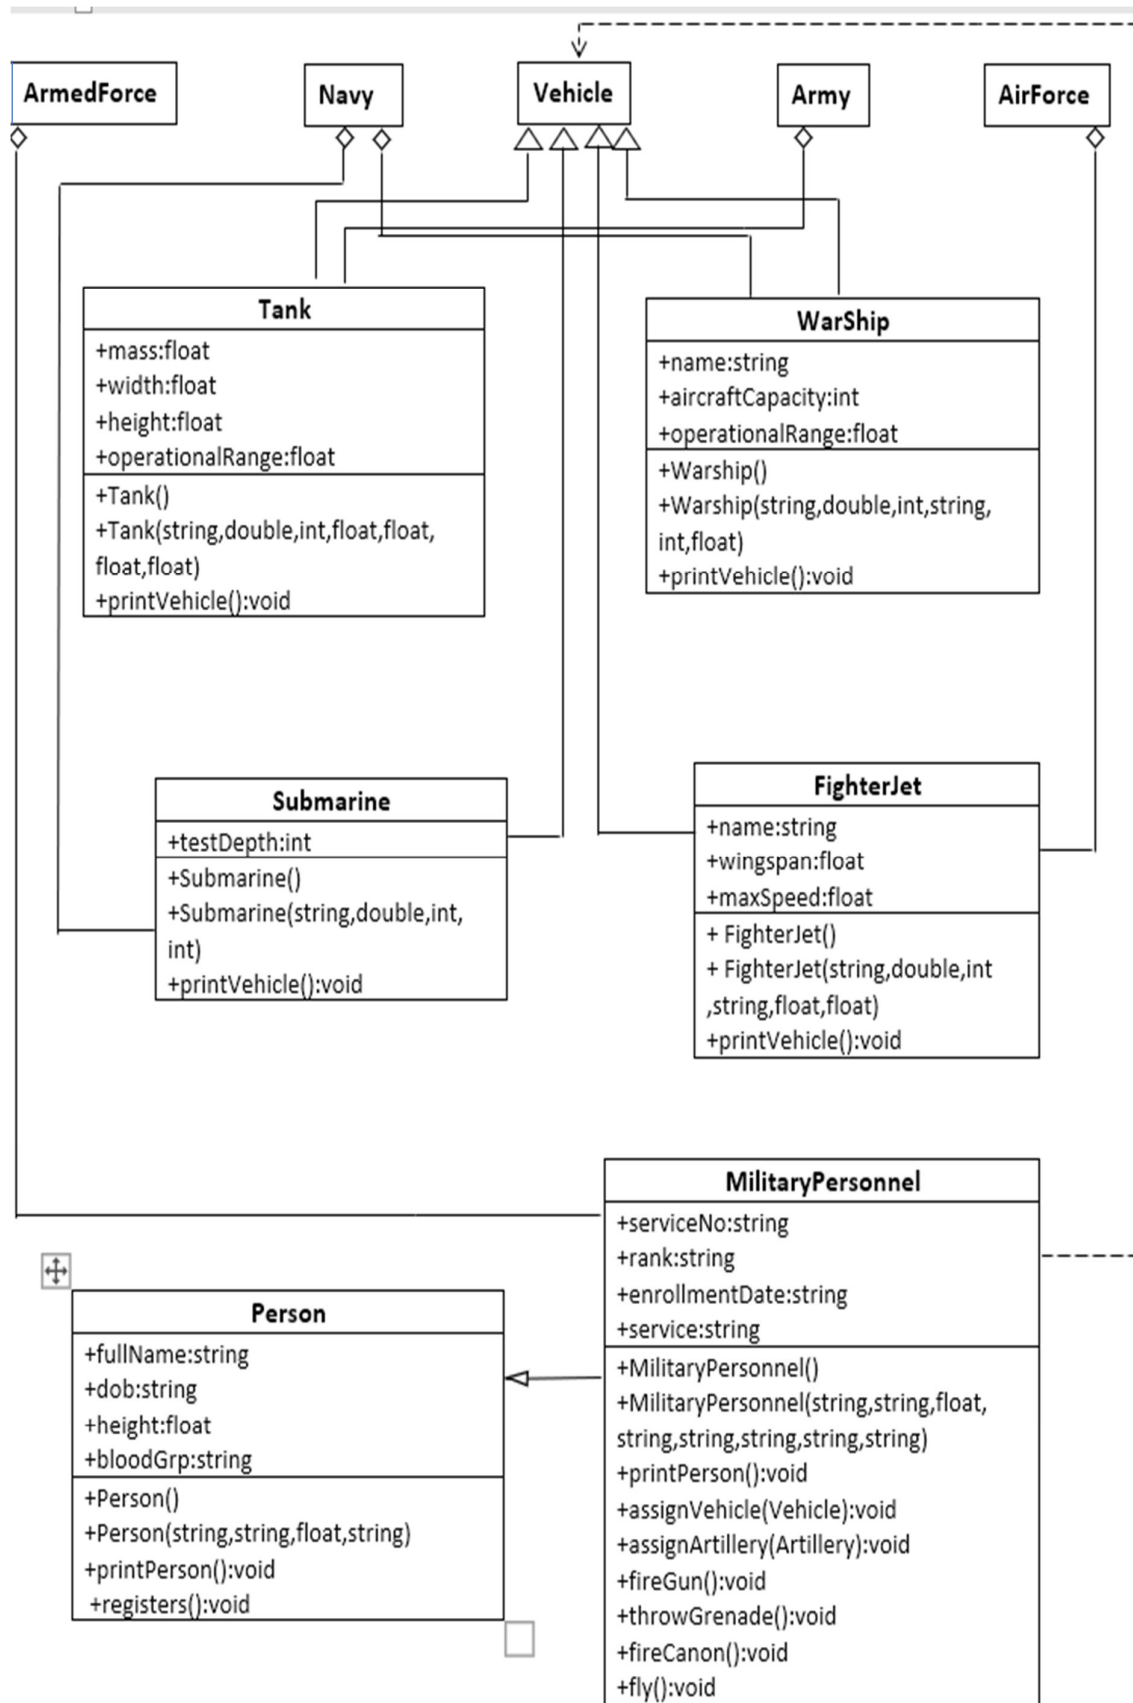 ArmedForce
Navy
Vehicle
Army
AirForce
Tank
+mass:float
+width:float
+height:float
+operationalRange:float
+Tank()
+Tank(string,double,int,float,float,
float,float)
+printVehicle():void
WarShip
+name:string
+aircraftCapacity:int
+operationalRange:float
+Warship()
+Warship(string,double,int,string,
int,float)
+printVehicle():void
Submarine
+testDepth:int
+Submarine()
+Submarine(string,double,int,
int)
+printVehicle():void
FighterJet
+name:string
+wingspan:float
+maxSpeed:float
+ FighterJet()
+ FighterJet(string,double,int
,string,float,float)
+printVehicle():void
MilitaryPersonnel
+serviceNo:string
+rank:string
+enrollmentDate:string
+service:string
+MilitaryPersonnel()
+MilitaryPersonnel(string,string,float,
string,string,string,string,string)
+printPerson():void
+assignVehicle(Vehicle):void
+assignArtillery(Artillery):void
+fireGun():void
+throwGrenade():void
+fireCanon():void
+fly():void
Person
+fullName:string
+dob:string
+height:float
+bloodGrp:string
+Person()
+Person(string,string,float,string)
+printPerson():void
+registers():void